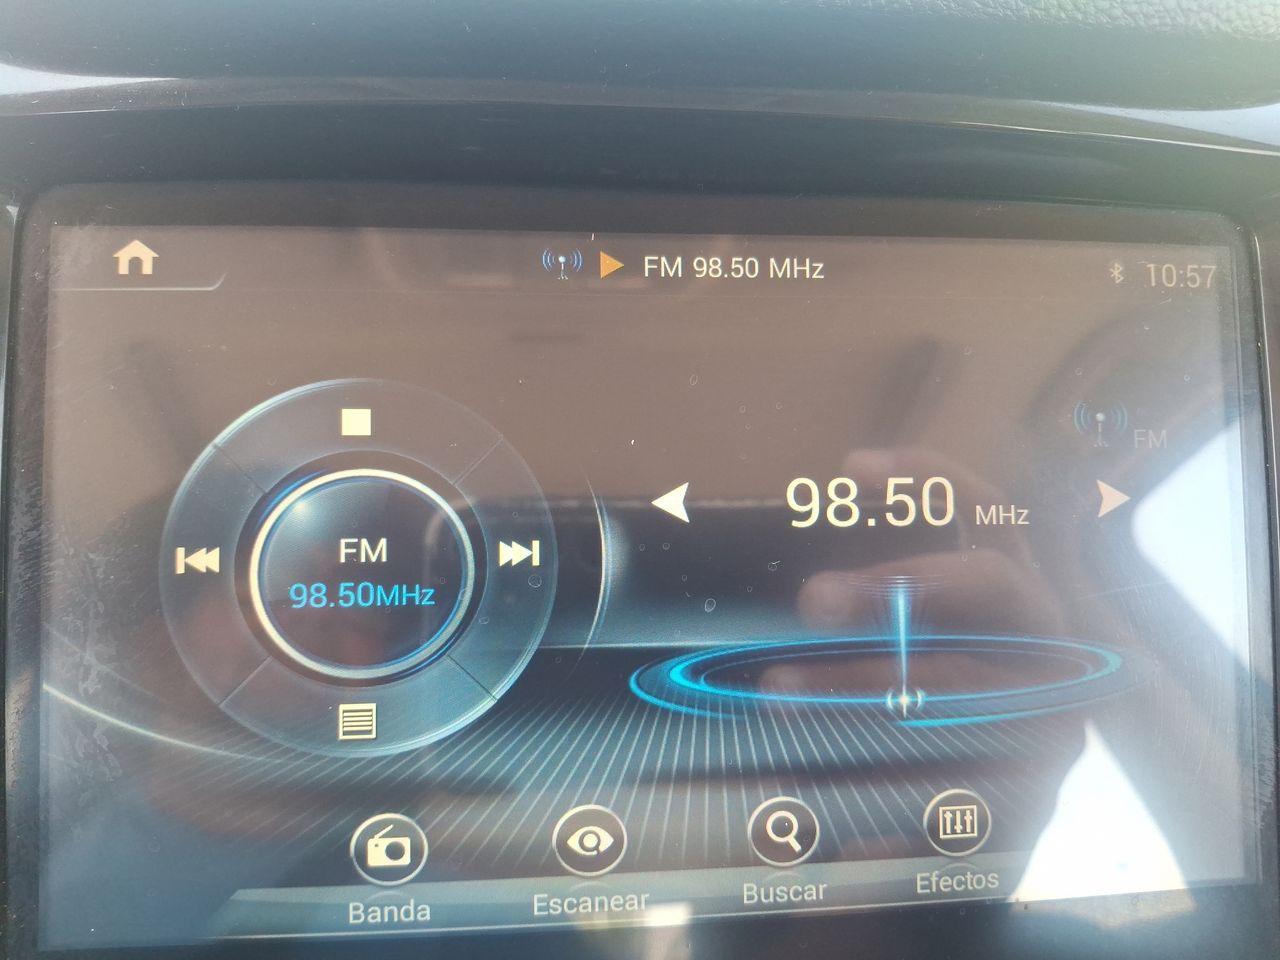 FM 98.50 MHz
10:57
FM
98.50 MHz
FM
98.50MHz
Banda
Escanear
Buscar
Efectos